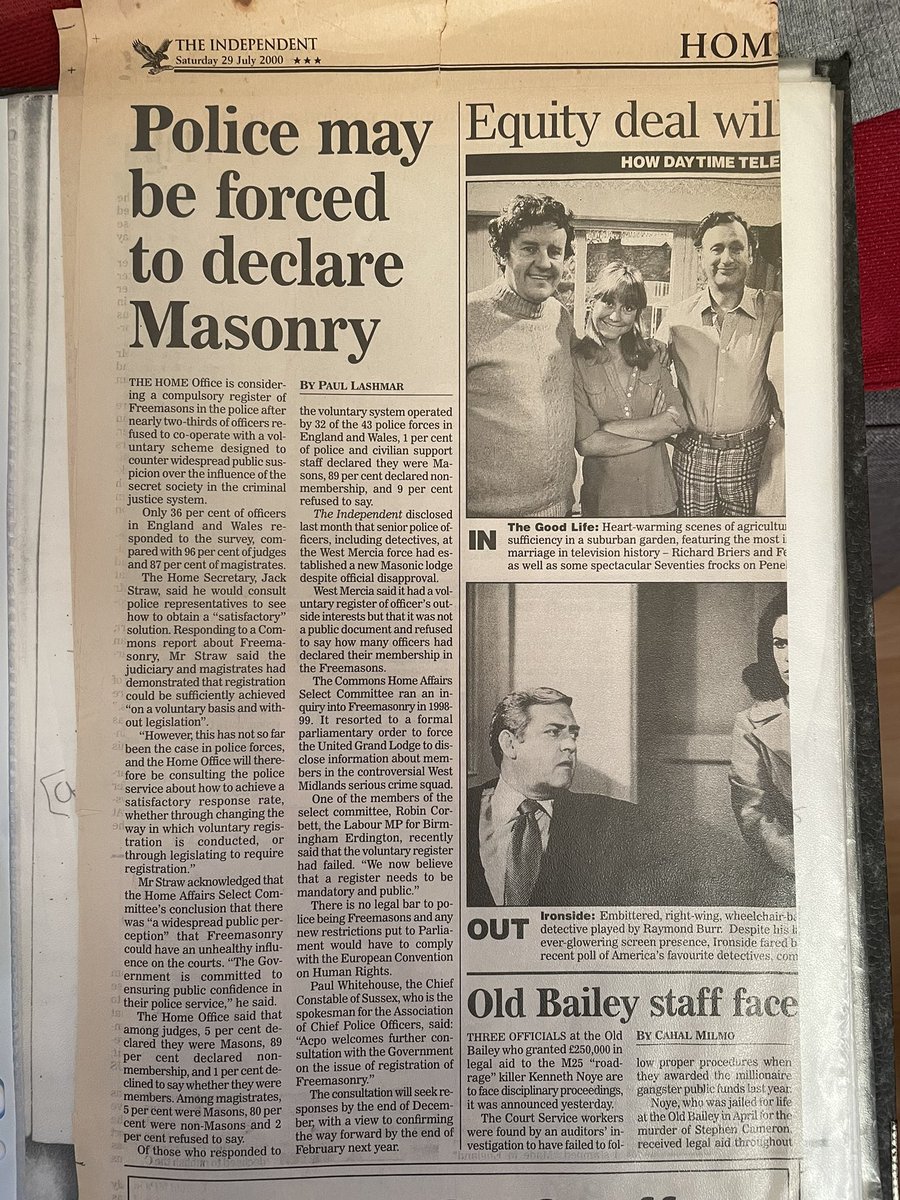 THE INDEPENDENT
Saturday 29 July 2000 ★★★
HOM
Police may
be forced
to declare
Masonry
THE HOME Office is consider-
ing a compulsory register of
Freemasons in the police after
nearly two-thirds of officers re-
fused to co-operate with a vol-
untary scheme designed to
counter widespread public sus-
picion over the influence of the
secret society in the criminal
justice system.
Only 36 per cent of officers
in England and Wales re-
sponded to the survey, com-
pared with 96 per cent of judges
and 87 per cent of magistrates.
The Home Secretary, Jack
Straw, said he would consult
police representatives to see
how to obtain a "satisfactory"
solution. Responding to a Com-
mons report about Freema-
sonry, Mr Straw said the
judiciary and magistrates had
demonstrated that registration
could be sufficiently achieved
"on a voluntary basis and with-
out legislation".
"However, this has not so far
been the case in police forces,
and the Home Office will there-
fore be consulting the police
service about how to achieve a
satisfactory response rate,
whether through changing the
way in which voluntary regis-
tration is conducted, or
through legislating to require
registration."
Mr Straw acknowledged that
the Home Affairs Select Com-
mittee's conclusion that there
was "a widespread public per-
ception" that Freemasonry
could have an unhealthy influ-
ence on the courts. "The Gov-
ernment is committed to
ensuring public confidence in
their police service," he said.
The Home Office said that
among judges, 5 per cent de-
clared they were Masons, 89
per cent declared non-
membership, and 1 per cent de-
clined to say whether they were
members. Among magistrates,
5 per cent were Masons, 80 per
cent were non-Masons and 2
per cent refused to say.
Of those who responded to
BY PAUL LASHMAR
the voluntary system operated
by 32 of the 43 police forces in
England and Wales, 1 per cent
of police and civilian support
staff declared they were Ma-
sons, 89 per cent declared non-
membership, and 9 per cent
refused to say.
The Independent disclosed
last month that senior police of-
ficers, including detectives, at
the West Mercia force had es-
tablished a new Masonic lodge
despite official disapproval.
West Mercia said it had a vol-
untary register of officer's out-
side interests but that it was not
a public document and refused
to say how many officers had
declared their membership in
the Freemasons.
The Commons Home Affairs
Select Committee ran an in-
quiry into Freemasonry in 1998-
99. It resorted to a formal
parliamentary order to force
the United Grand Lodge to dis-
close information about mem-
bers in the controversial West
Midlands serious crime squad.
One of the members of the
select committee, Robin Cor-
bett, the Labour MP for Birm-
ingham Erdington, recently
said that the voluntary register
had failed. "We now believe
that a register needs to be
mandatory and public."
There is no legal bar to po-
lice being Freemasons and any
new restrictions put to Parlia-
ment would have to comply
with the European Convention
on Human Rights.
Paul Whitehouse, the Chief
Constable of Sussex, who is the
spokesman for the Association
of Chief Police Officers, said:
"Acpo welcomes further con-
sultation with the Government
on the issue of registration of
Freemasonry."
The consultation will seek re-
sponses by the end of Decem-
ber, with a view to confirming
the way forward by the end of
February next year.
Equity deal wil
HOW DAYTIME TELE
IN
The Good Life: Heart-warming scenes of agricultu
sufficiency in a suburban garden, featuring the most i
marriage in television history – Richard Briers and Fe
as well as some spectacular Seventies frocks on Pene
OUT
Ironside: Embittered, right-wing, wheelchair-b
detective played by Raymond Burr. Despite his
ever-glowering screen presence, Ironside fared b
recent poll of America's favourite detectives, com
Old Bailey staff face
THREE OFFICIALS at the Old
Bailey who granted £250,000 in
legal aid to the M25 "road-
rage" killer Kenneth Noye are
to face disciplinary proceedings,
it was announced yesterday.
The Court Service workers
were found by an auditors' in-
vestigation to have failed to fol-
BY CAHAL MILMO
low proper procedures when
they awarded the millionaire
gangster public funds last year.
Noye, who was jailed for life
at the Old Bailey in April for the
murder of Stephen Cameron,
received legal aid throughout